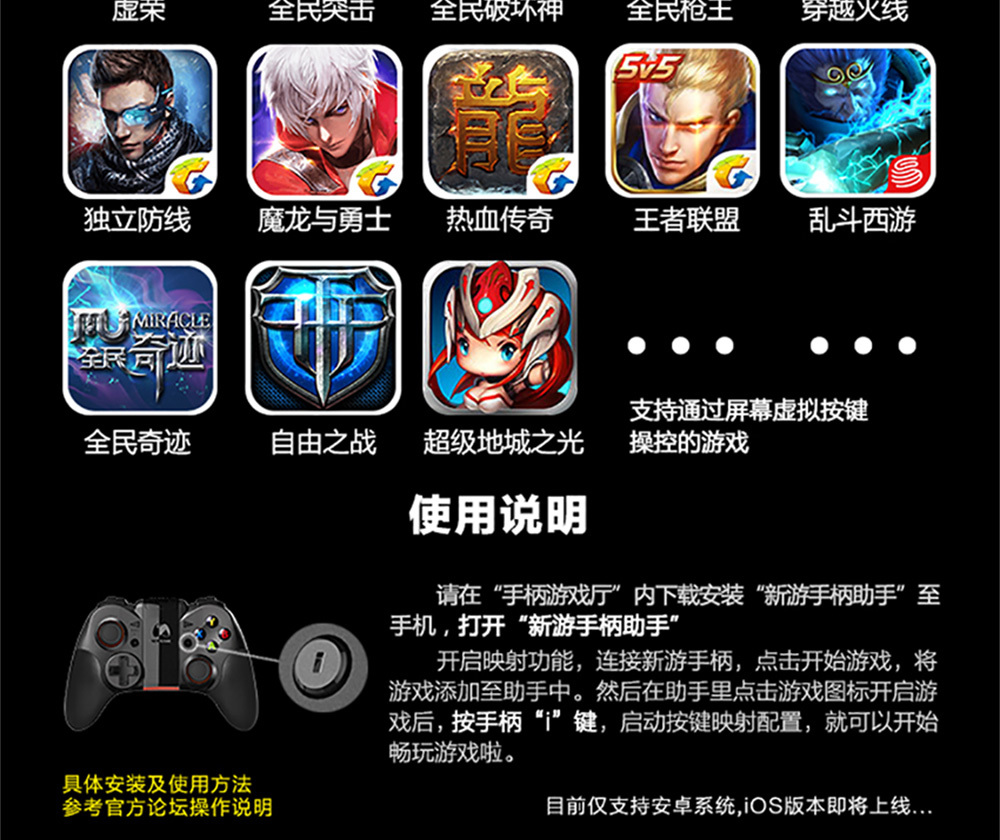 虚荣 全民突击 全民破坏神 全民枪王 穿越火线
5v5
龍
独立防线 魔龙与勇士 热血传奇 王者联盟 乱斗西游
MU MIRACLE
全民奇迹
全民奇迹 自由之战 超级地城之光
支持通过屏幕虚拟按键
操控的游戏
使用说明
请在“手柄游戏厅”内下载安装“新游手柄助手”至
手机，打开“新游手柄助手”
开启映射功能，连接新游手柄，点击开始游戏，将
游戏添加至助手中。然后在助手里点击游戏图标开启游
戏后，按手柄“i”键，启动按键映射配置，就可以开始
畅玩游戏啦。
i
具体安装及使用方法
参考官方论坛操作说明
目前仅支持安卓系统,iOS版本即将上线...